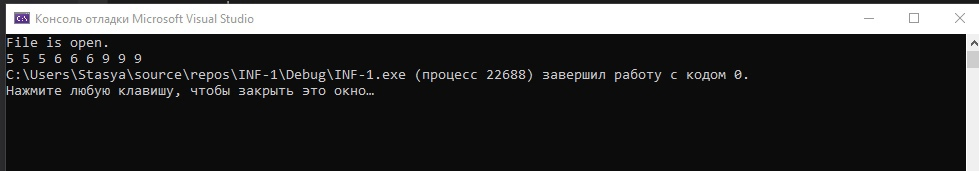 Консоль отладки Microsoft Visual Studio
File is open.
5 5 5 6 6 6 9 9 9
C:\Users\Stasya\source\repos\INF-1\Debug\INF-1.exe (процесс 22688) завершил работу с кодом 0.
Нажмите любую клавишу, чтобы закрыть это окно…